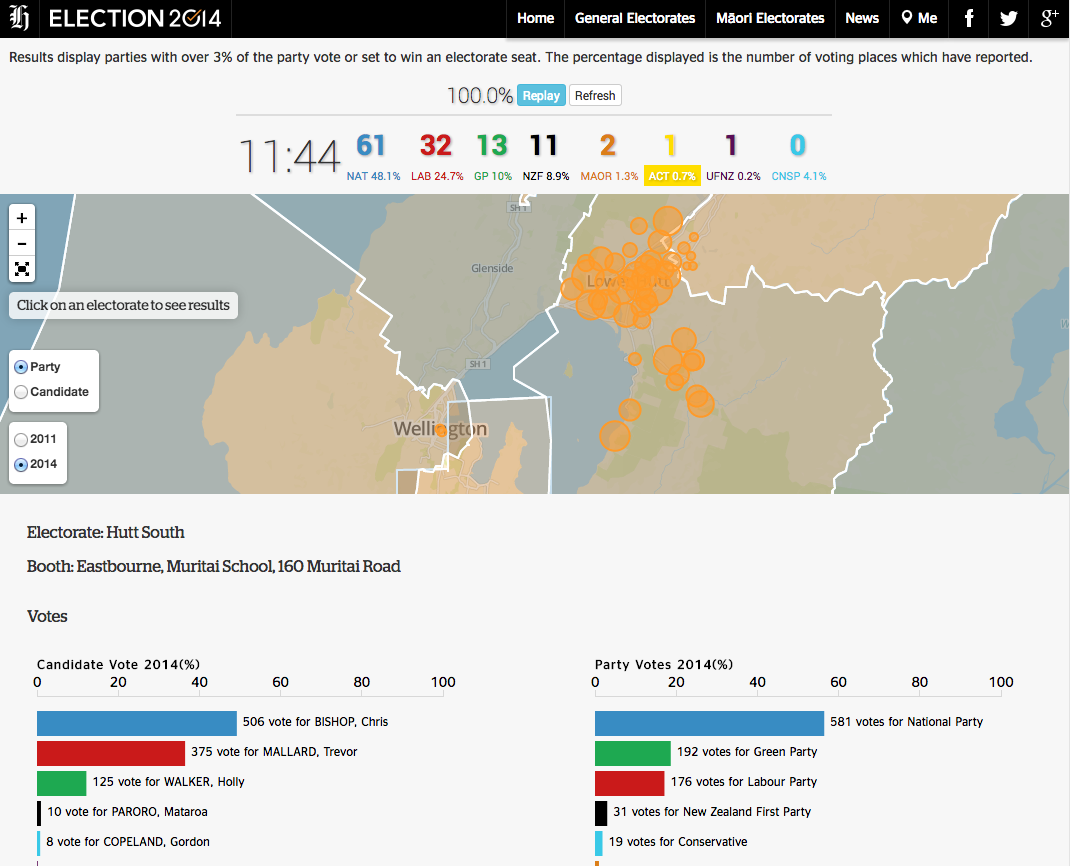 ELECTION 2014 Home General Electorates Māori Electorates News Me
Results display parties with over 3% of the party vote or set to win an electorate seat. The percentage displayed is the number of voting places which have reported.
100.0% Replay Refresh
11:44 61 32 13 11 2 1 1 0
NAT 48.1% LAB 24.7% GP 10% NZF 8.9% MAOR 1.3% ACT 0.7% UFNZ 0.2% CNSP 4.1%
SH 1
+
−
Glenside
Lower Hutt
Click on an electorate to see results
SH 1
Party
Candidate
Wellington
2011
2014
Electorate: Hutt South
Booth: Eastbourne, Muritai School, 160 Muritai Road
Votes
Candidate Vote 2014(%)
0 20 40 60 80 100
506 vote for BISHOP, Chris
375 vote for MALLARD, Trevor
125 vote for WALKER, Holly
10 vote for PARORO, Mataroa
8 vote for COPELAND, Gordon
Party Votes 2014(%)
0 20 40 60 80 100
581 votes for National Party
192 votes for Green Party
176 votes for Labour Party
31 votes for New Zealand First Party
19 votes for Conservative